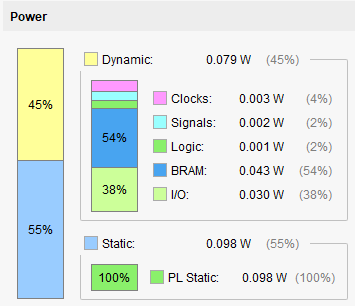 Power
Dynamic: 0.079 W (45%)
45%
Clocks: 0.003 W (4%)
Signals: 0.002 W (2%)
54%
Logic: 0.001 W (2%)
BRAM: 0.043 W (54%)
38%
I/O: 0.030 W (38%)
55%
Static: 0.098 W (55%)
100%
PL Static: 0.098 W (100%)